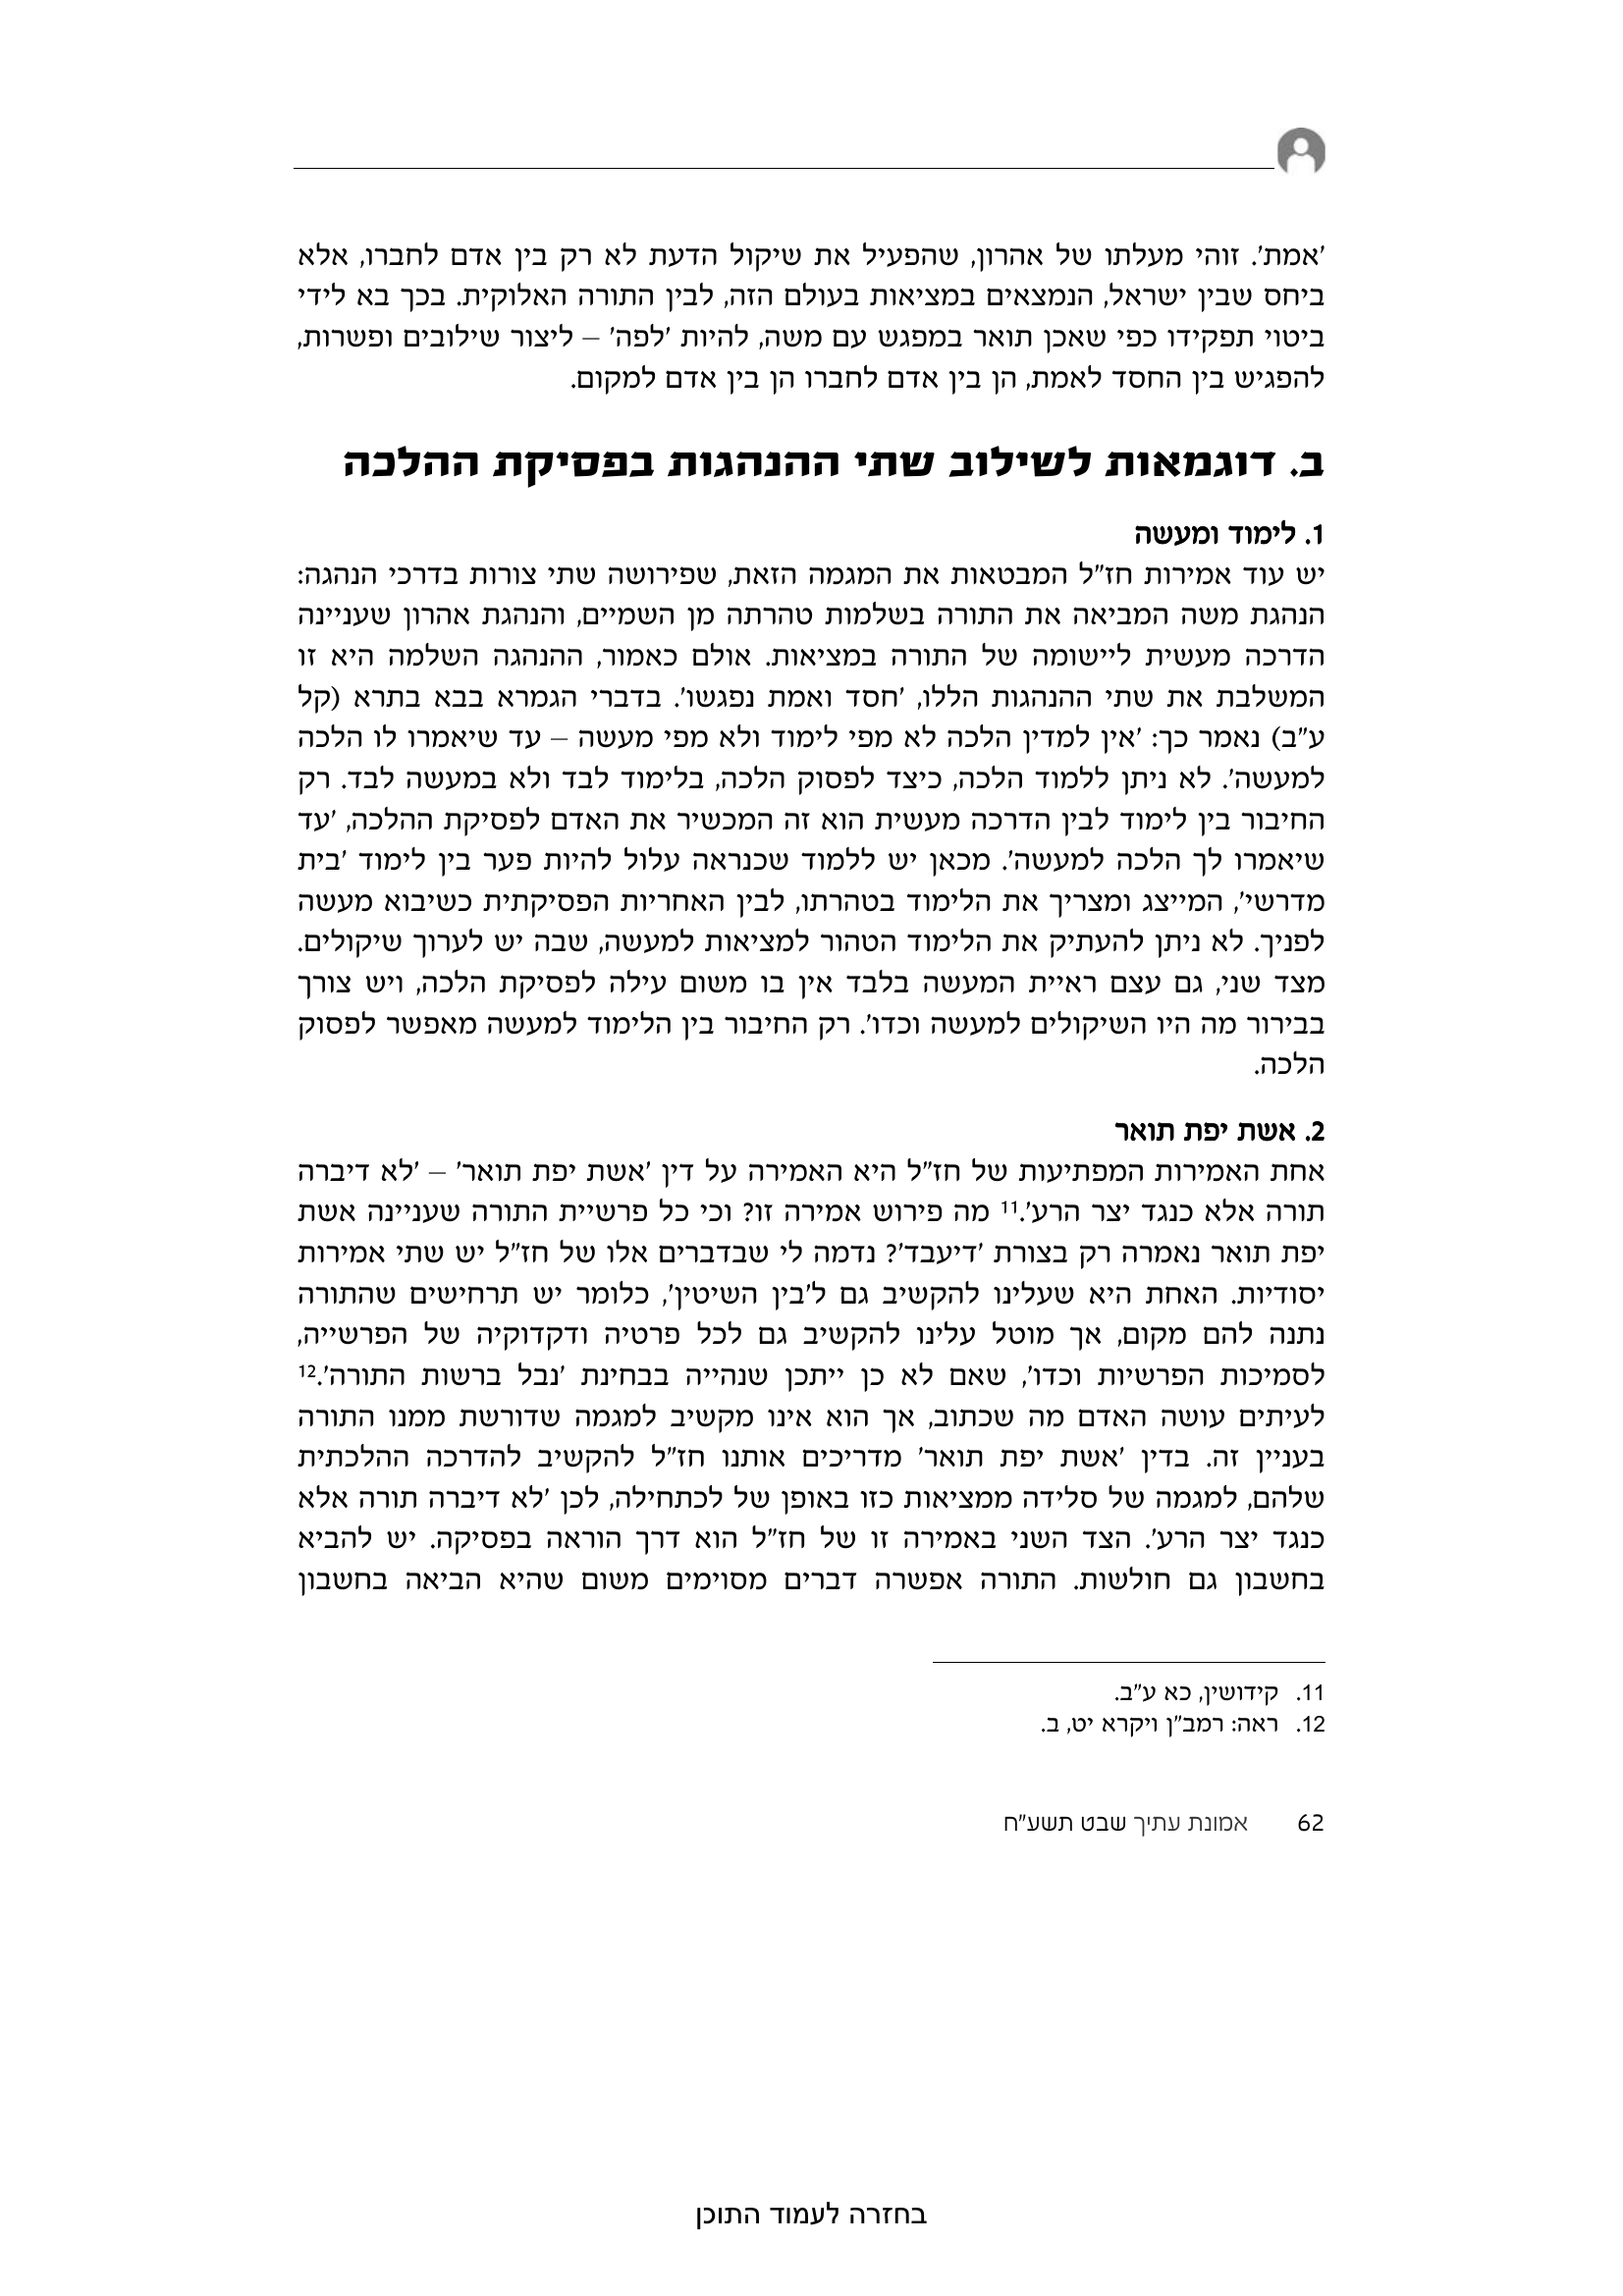 'אמת'. זוהי מעלתו של אהרון, שהפעיל את שיקול הדעת לא רק בין אדם לחברו, אלא
ביחס שבין ישראל, הנמצאים במציאות בעולם הזה, לבין התורה האלוקית. בכך בא לידי
ביטוי תפקידו כפי שאכן תואר במפגש עם משה, להיות 'לפה' – ליצור שילובים ופשרות,
להפגיש בין החסד לאמת, הן בין אדם לחברו הן בין אדם למקום.
ב. דוגמאות לשילוב שתי ההנהגות בפסיקת ההלכה
1. לימוד ומעשה
יש עוד אמירות חז"ל המבטאות את המגמה הזאת, שפירושה שתי צורות בדרכי הנהגה:
הנהגת משה המביאה את התורה בשלמות טהרתה מן השמיים, והנהגת אהרון שעניינה
הדרכה מעשית ליישומה של התורה במציאות. אולם כאמור, ההנהגה השלמה היא זו
המשלבת את שתי ההנהגות הללו, 'חסד ואמת נפגשו'. בדברי הגמרא בבא בתרא (קל
ע"ב) נאמר כך: 'אין למדין הלכה לא מפי לימוד ולא מפי מעשה – עד שיאמרו לו הלכה
למעשה'. לא ניתן ללמוד הלכה, כיצד לפסוק הלכה, בלימוד לבד ולא במעשה לבד. רק
החיבור בין לימוד לבין הדרכה מעשית הוא זה המכשיר את האדם לפסיקת ההלכה, 'עד
שיאמרו לך הלכה למעשה'. מכאן יש ללמוד שכנראה עלול להיות פער בין לימוד 'בית
מדרשי', המייצג ומצריך את הלימוד בטהרתו, לבין האחריות הפסיקתית כשיבוא מעשה
לפניך. לא ניתן להעתיק את הלימוד הטהור למציאות למעשה, שבה יש לערוך שיקולים.
מצד שני, גם עצם ראיית המעשה בלבד אין בו משום עילה לפסיקת הלכה, ויש צורך
בבירור מה היו השיקולים למעשה וכדו'. רק החיבור בין הלימוד למעשה מאפשר לפסוק
הלכה.
2. אשת יפת תואר
אחת האמירות המפתיעות של חז"ל היא האמירה על דין 'אשת יפת תואר' – 'לא דיברה
תורה אלא כנגד יצר הרע'.11 מה פירוש אמירה זו? וכי כל פרשיית התורה שעניינה אשת
יפת תואר נאמרה רק בצורת 'דיעבד'? נדמה לי שבדברים אלו של חז"ל יש שתי אמירות
יסודיות. האחת היא שעלינו להקשיב גם ל'בין השיטין', כלומר יש תרחישים שהתורה
נתנה להם מקום, אך מוטל עלינו להקשיב גם לכל פרטיה ודקדוקיה של הפרשייה,
לסמיכות הפרשיות וכדו', שאם לא כן ייתכן שנהייה בבחינת 'נבל ברשות התורה'.12
לעיתים עושה האדם מה שכתוב, אך הוא אינו מקשיב למגמה שדורשת ממנו התורה
בעניין זה. בדין 'אשת יפת תואר' מדריכים אותנו חז"ל להקשיב להדרכה ההלכתית
שלהם, למגמה של סלידה ממציאות כזו באופן של לכתחילה, לכן 'לא דיברה תורה אלא
כנגד יצר הרע'. הצד השני באמירה זו של חז"ל הוא דרך הוראה בפסיקה. יש להביא
בחשבון גם חולשות. התורה אפשרה דברים מסוימים משום שהיא הביאה בחשבון
11. קידושין, כא ע"ב.
12. ראה: רמב"ן ויקרא יט, ב.
62 אמונת עתיך שבט תשע"ח
בחזרה לעמוד התוכן